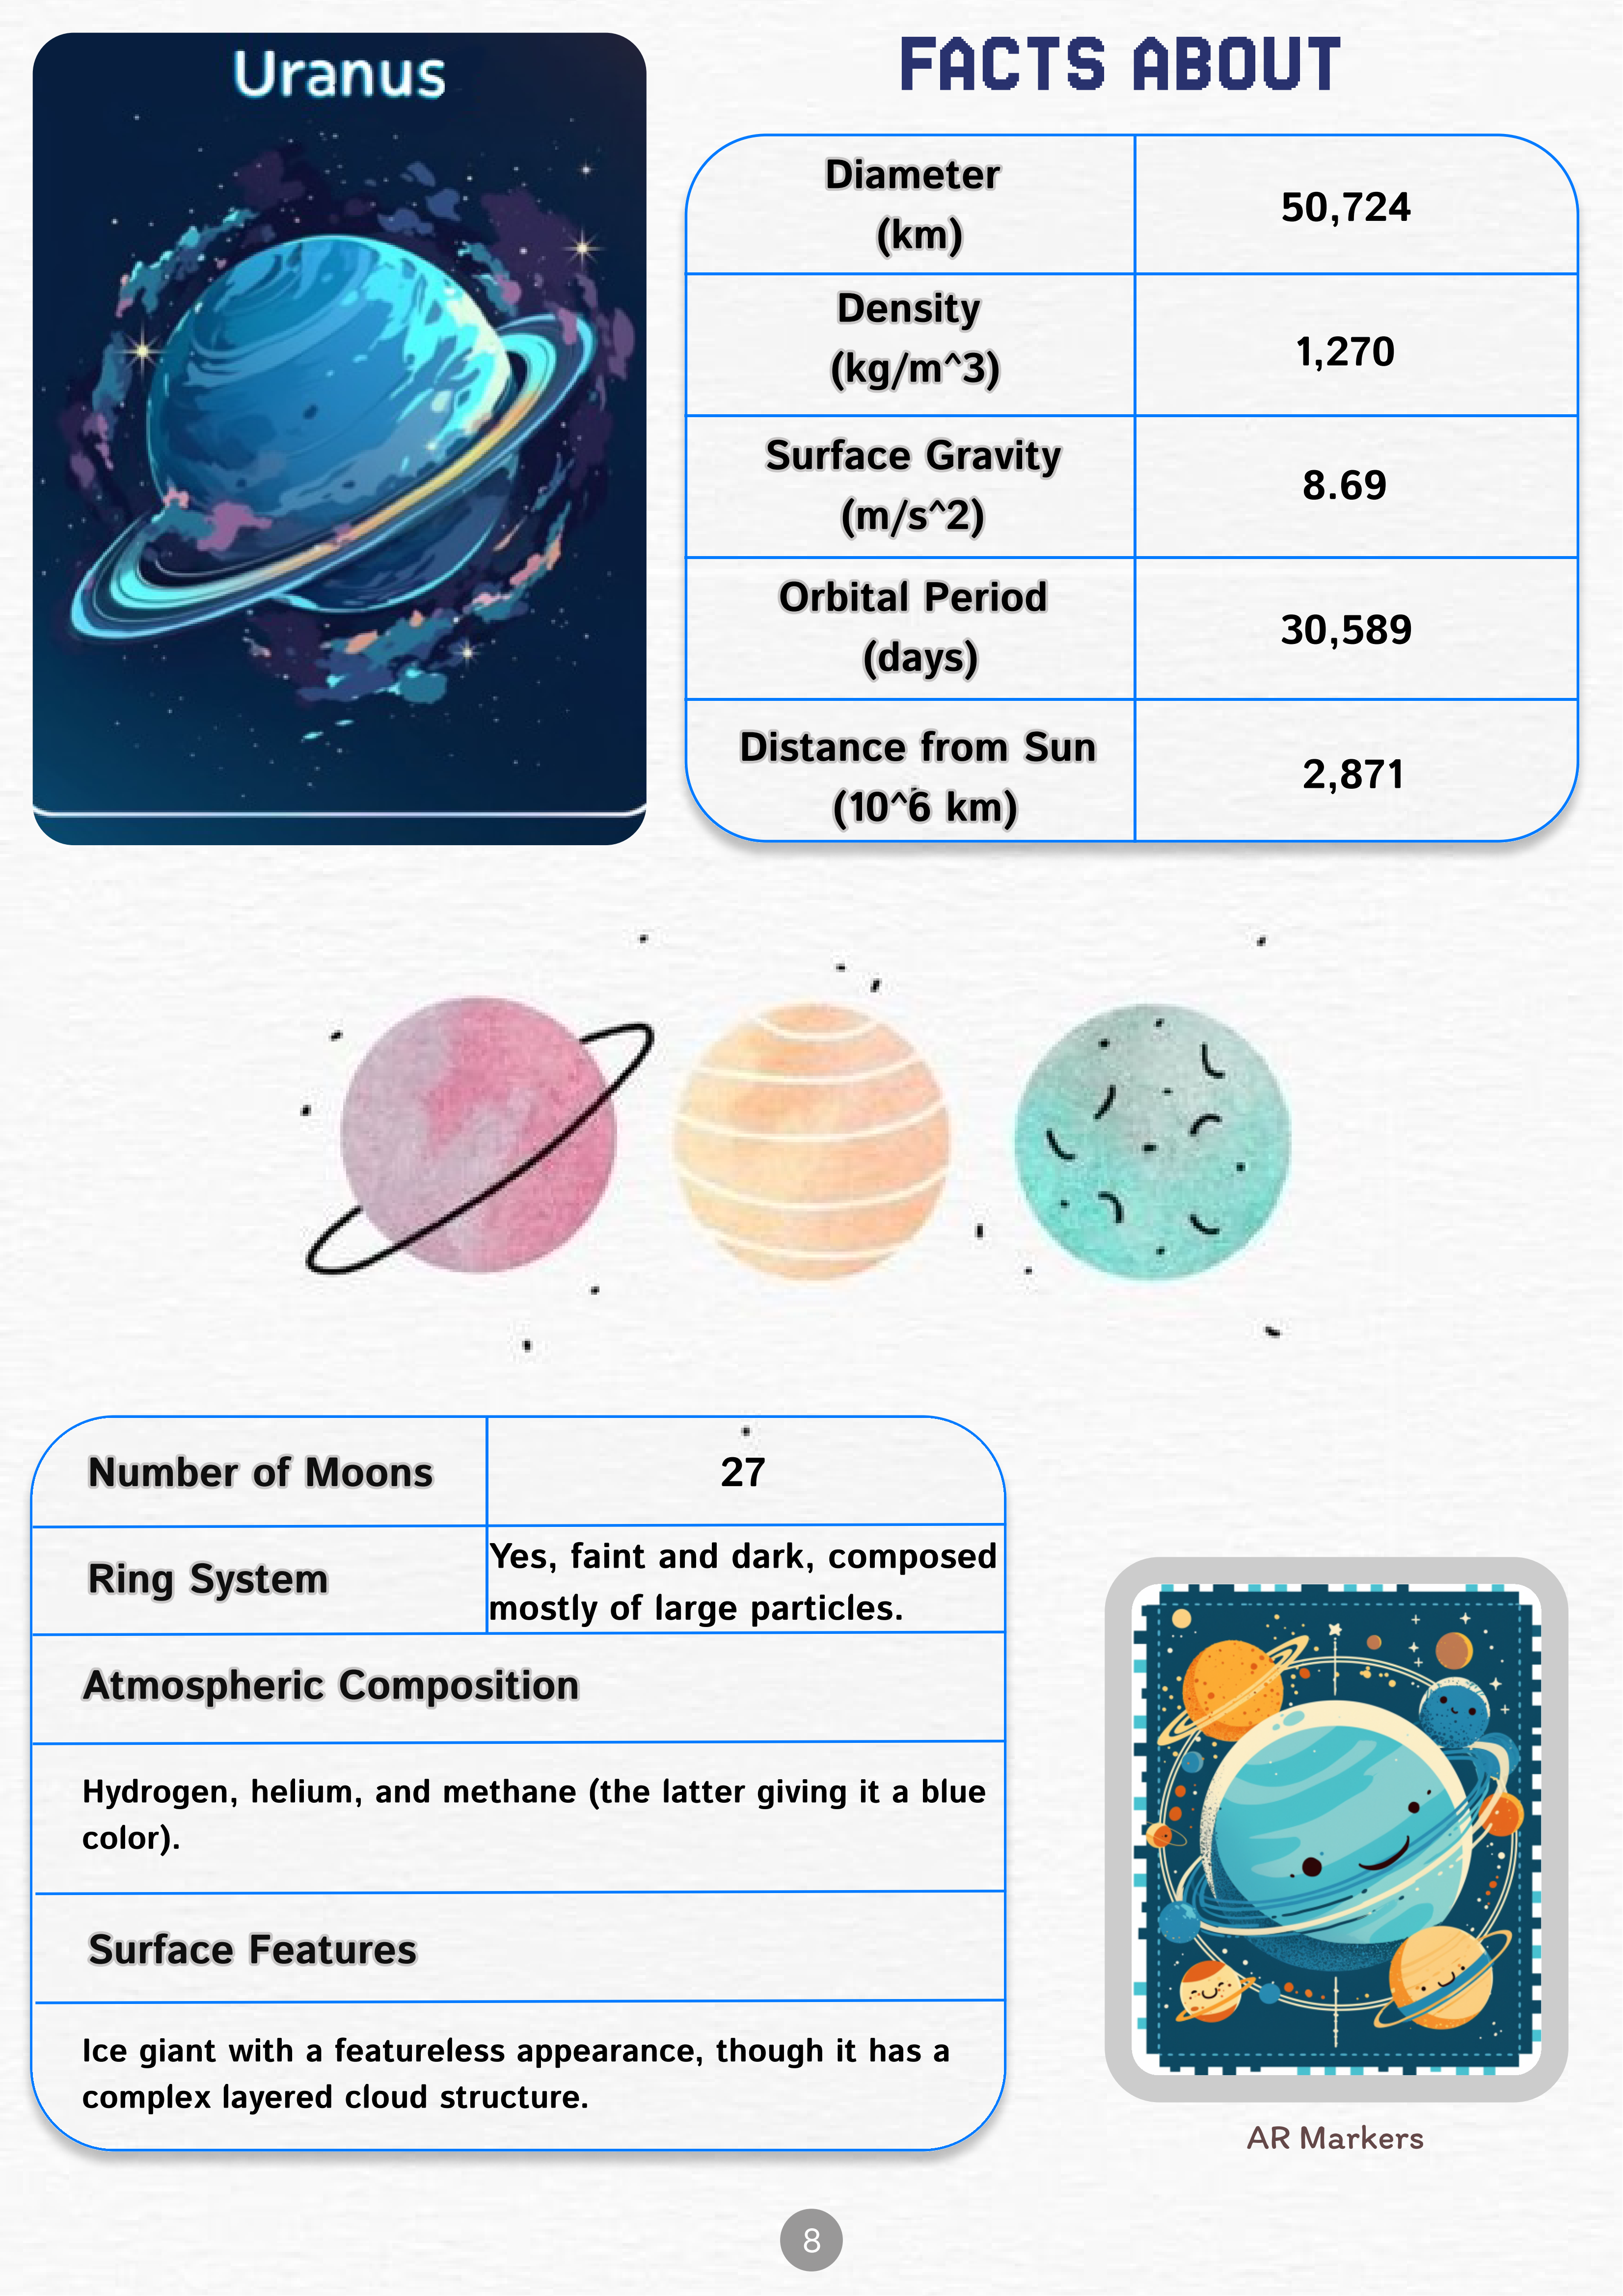 Uranus
FACTS ABOUT
Diameter
(km)
50,724
Density
(kg/m^3)
1,270
Surface Gravity
(m/s^2)
8.69
Orbital Period
(days)
30,589
Distance from Sun
(10^6 km)
2,871
Number of Moons
27
Ring System
Yes, faint and dark, composed
mostly of large particles.
Atmospheric Composition
Hydrogen, helium, and methane (the latter giving it a blue
color).
Surface Features
Ice giant with a featureless appearance, though it has a
complex layered cloud structure.
AR Markers
8